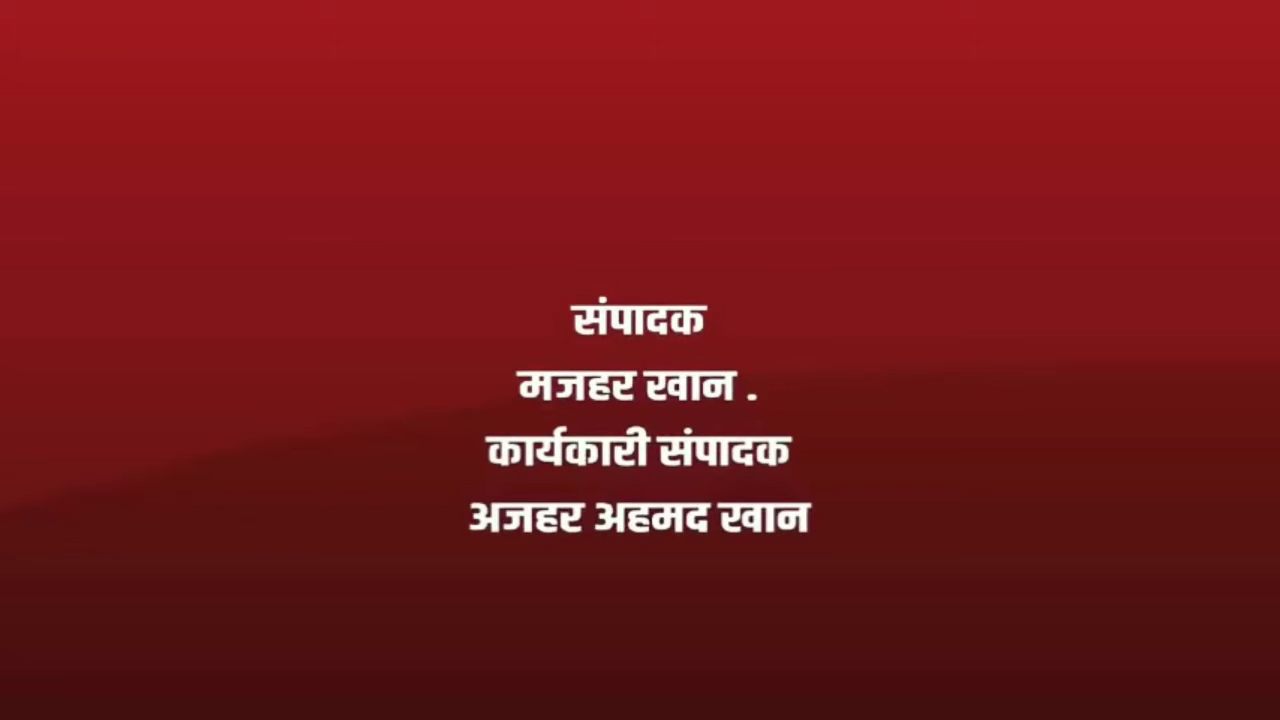 संपादक
मजहर खान .
कार्यकारी संपादक
अजहर अहमद खान